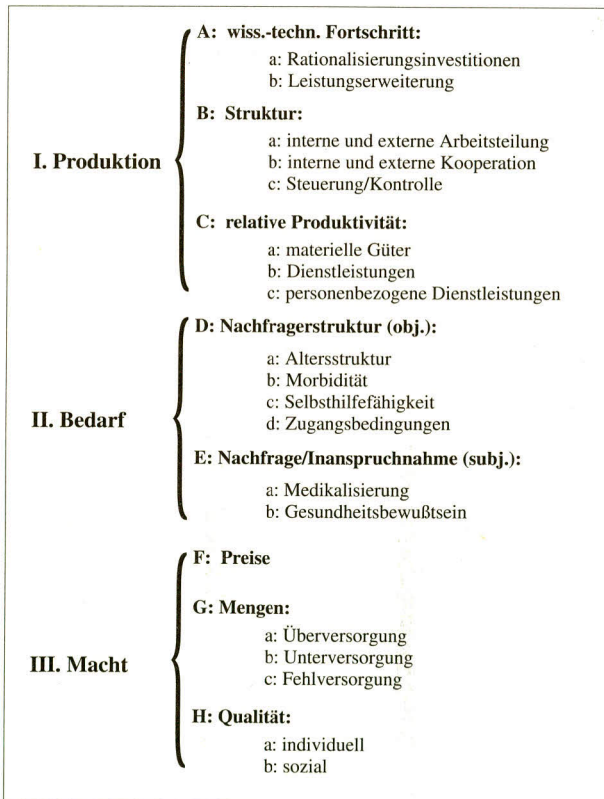 A: wiss.-techn. Fortschritt:
a: Rationalisierungsinvestitionen
b: Leistungserweiterung
B: Struktur:
a: interne und externe Arbeitsteilung
I. Produktion
b: interne und externe Kooperation
c: Steuerung/Kontrolle
C: relative Produktivität:
a: materielle Güter
b: Dienstleistungen
c: personenbezogene Dienstleistungen
D: Nachfragerstruktur (obj.):
a: Altersstruktur
b: Morbidität
c: Selbsthilfefähigkeit
II. Bedarf
d: Zugangsbedingungen
E: Nachfrage/Inanspruchnahme (subj.):
a: Medikalisierung
b: Gesundheitsbewußtsein
F: Preise
G: Mengen:
a: Überversorgung
b: Unterversorgung
III. Macht
c: Fehlversorgung
H: Qualität:
a: individuell
b: sozial